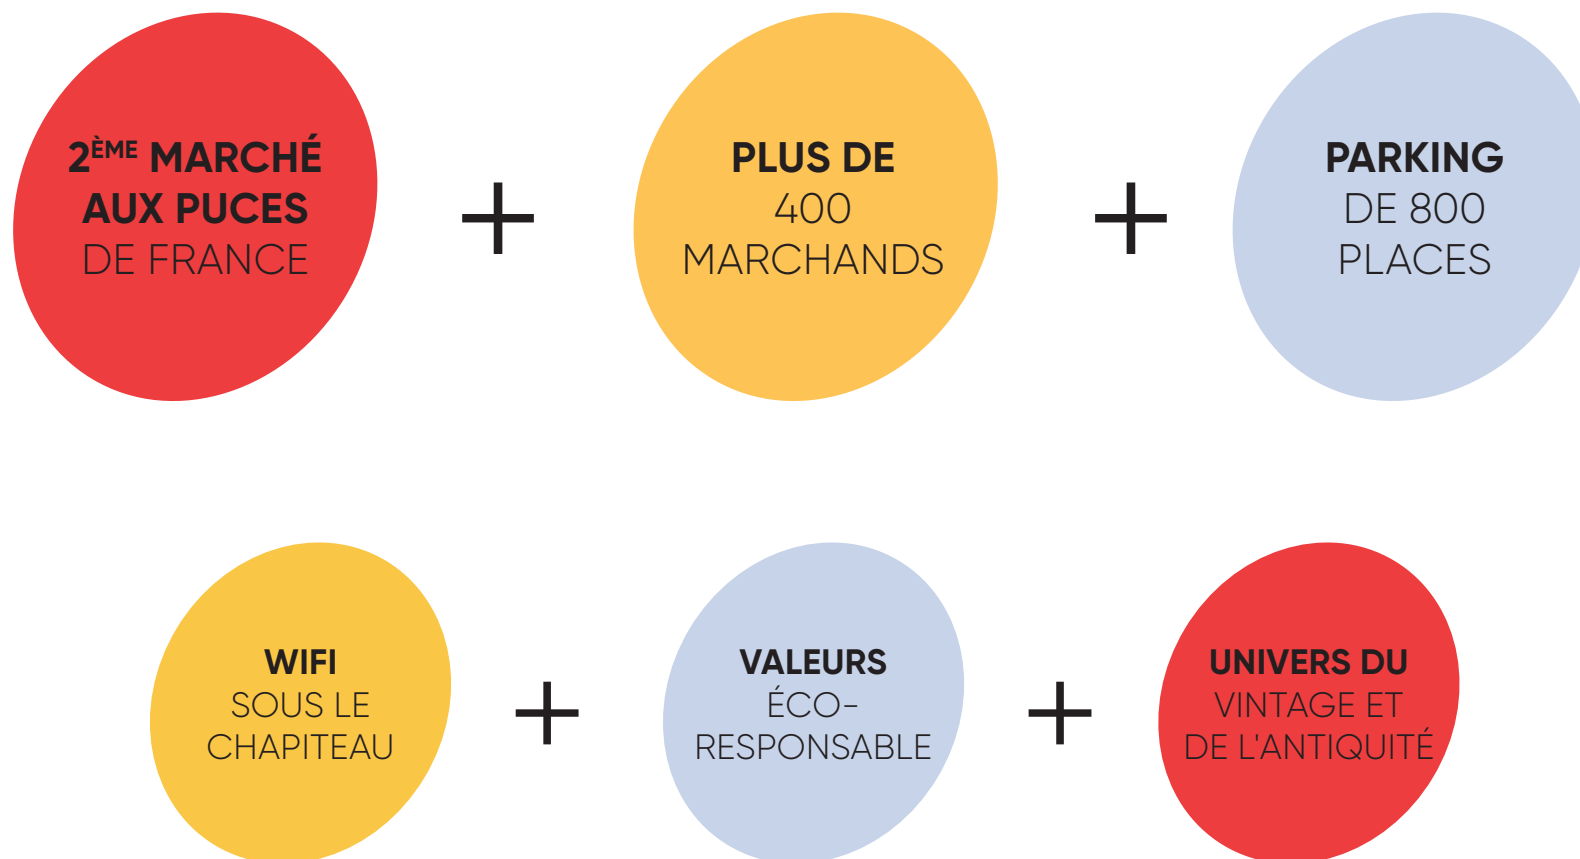 2ÈME MARCHÉ
AUX PUCES
DE FRANCE
+
PLUS DE
400
MARCHANDS
+
PARKING
DE 800
PLACES
WIFI
SOUS LE
CHAPITEAU
+
VALEURS
ÉCO-
RESPONSABLE
+
UNIVERS DU
VINTAGE ET
DE L'ANTIQUITÉ